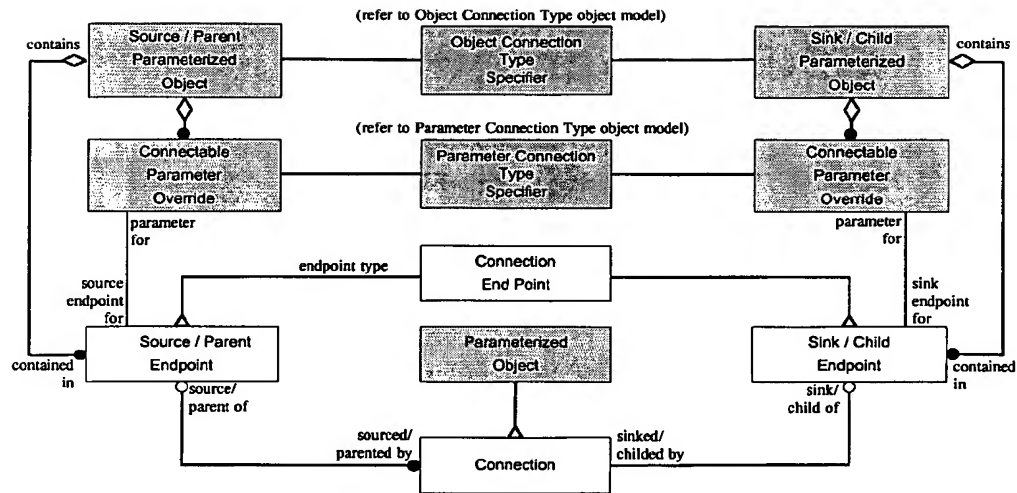 (refer to Object Connection Type object model)
contains
Source / Parent
Parameterized
Object
Object Connection
Type
Specifier
Sink / Child
Parameterized
Object
contains
(refer to Parameter Connection Type object model)
Connectable
Parameter
Override
Parameter Connection
Type
Specifier
Connectable
Parameter
Override
parameter
for
parameter
for
endpoint type
Connection
End Point
source
endpoint
for
sink
endpoint
for
Source / Parent
Endpoint
Parameterized
Object
Sink / Child
Endpoint
contained
in
contained
in
source/
parent of
sink/
child of
sourced/
parented by
Connection
sinked/
childed by